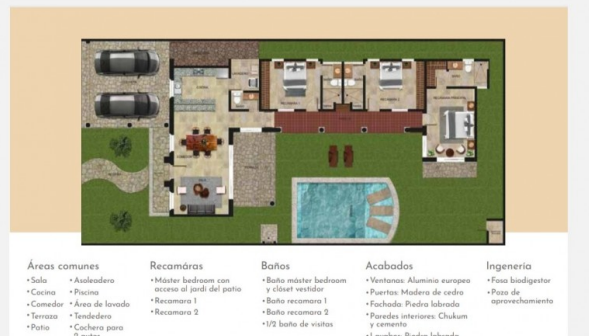 Áreas comunes
• Sala
• Cocina
• Comedor
• Terraza
• Patio
• Asoleadero
• Piscina
• Área de lavado
• Tendedero
• Cochera para
Recamáras
• Máster bedroom con
acceso al jardí del patio
• Recamara 1
• Recamara 2
Baños
• Baño máster bedroom
y clóset vestidor
• Baño recamara 1
• Baño recamara 2
• 1/2 baño de visitas
Acabados
• Ventanas: Aluminio europeo
• Puertas: Madera de cedro
• Fachada: Piedra labrada
• Paredes interiores: Chukum
y cemento
Ingenería
• Fosa biodigestor
• Pozo de
aprovechamiento